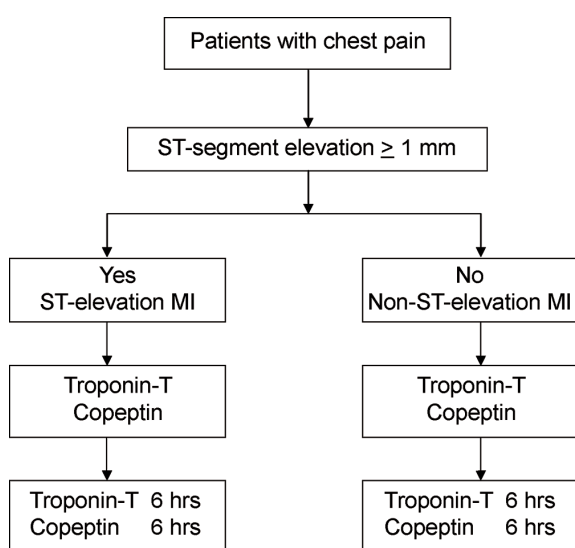 Patients with chest pain
ST-segment elevation ≥ 1 mm
Yes
ST-elevation MI
No
Non-ST-elevation MI
Troponin-T
Copeptin
Troponin-T
Copeptin
Troponin-T 6 hrs
Copeptin 6 hrs
Troponin-T 6 hrs
Copeptin 6 hrs